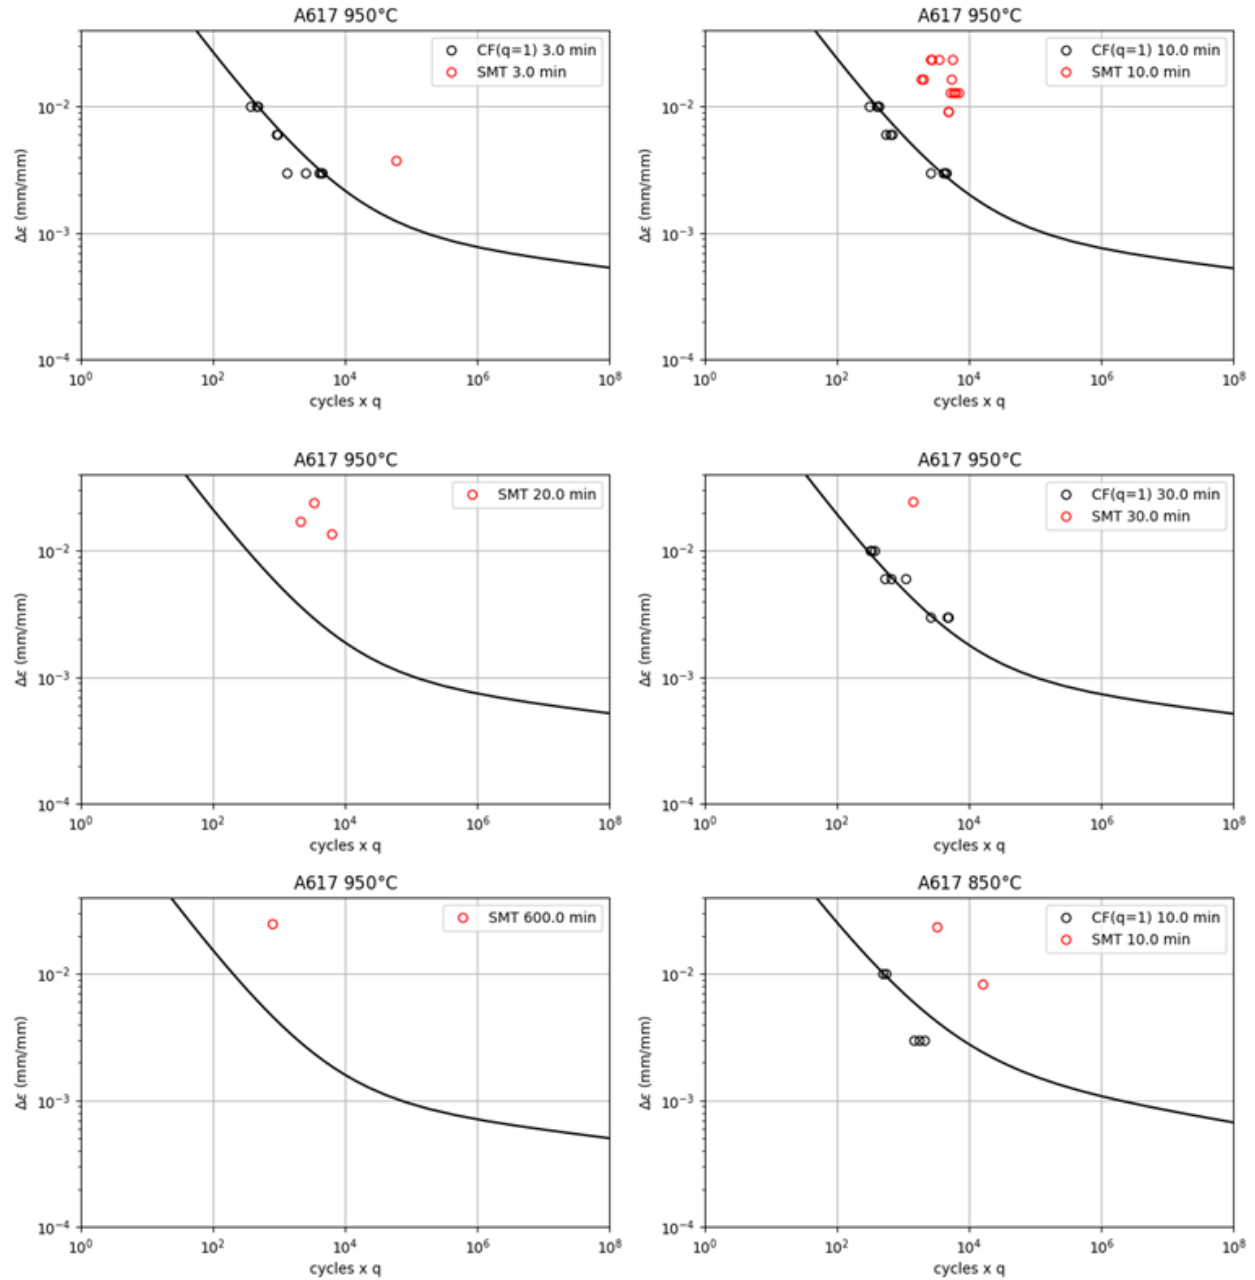 A617 950°C
CF(q=1) 3.0 min
SMT 3.0 min
10⁻²
10⁻³
10⁻⁴
Δε (mm/mm)
10⁰
10²
10⁴
10⁶
10⁸
cycles x q
A617 950°C
CF(q=1) 10.0 min
SMT 10.0 min
10⁻²
10⁻³
10⁻⁴
Δε (mm/mm)
10⁰
10²
10⁴
10⁶
10⁸
cycles x q
A617 950°C
SMT 20.0 min
10⁻²
10⁻³
10⁻⁴
Δε (mm/mm)
10⁰
10²
10⁴
10⁶
10⁸
cycles x q
A617 950°C
CF(q=1) 30.0 min
SMT 30.0 min
10⁻²
10⁻³
10⁻⁴
Δε (mm/mm)
10⁰
10²
10⁴
10⁶
10⁸
cycles x q
A617 950°C
SMT 600.0 min
10⁻²
10⁻³
10⁻⁴
Δε (mm/mm)
10⁰
10²
10⁴
10⁶
10⁸
cycles x q
A617 850°C
CF(q=1) 10.0 min
SMT 10.0 min
10⁻²
10⁻³
10⁻⁴
Δε (mm/mm)
10⁰
10²
10⁴
10⁶
10⁸
cycles x q